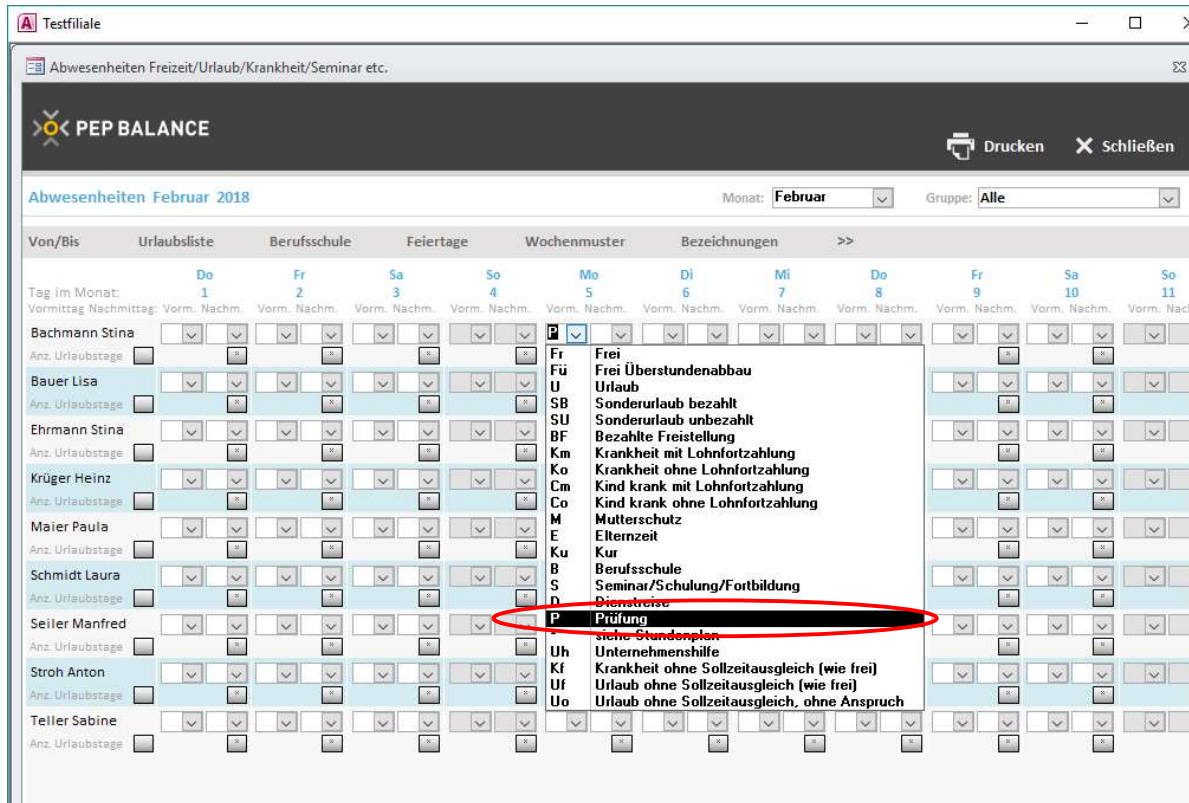 Testfiliale
Abwesenheiten Freizeit/Urlaub/Krankheit/Seminar etc.
PEP BALANCE
Drucken Schließen
Abwesenheiten Februar 2018 Monat: Februar Gruppe: Alle
Von/Bis Urlaubsliste Berufsschule Feiertage Wochenmuster Bezeichnungen >>
Do Fr Sa So Mo Di Mi Do Fr Sa So
Tag im Monat: 1 2 3 4 5 6 7 8 9 10 11
Vormittag Nachmittag: Vorm. Nachm. Vorm. Nachm. Vorm. Nachm. Vorm. Nachm. Vorm. Nachm. Vorm. Nachm. Vorm. Nachm. Vorm. Nachm. Vorm. Nachm. Vorm. Nachm. Vorm.
Bachmann Stina P
Anz. Urlaubstage
Bauer Lisa
Anz. Urlaubstage
Ehrmann Stina
Anz. Urlaubstage
Krüger Heinz
Anz. Urlaubstage
Maier Paula
Anz. Urlaubstage
Schmidt Laura
Anz. Urlaubstage
Seiler Manfred
Anz. Urlaubstage
Stroh Anton
Anz. Urlaubstage
Teller Sabine
Anz. Urlaubstage
Fr Frei
Fü Frei Überstundenabbau
U Urlaub
SB Sonderurlaub bezahlt
SU Sonderurlaub unbezahlt
BF Bezahlte Freistellung
Km Krankheit mit Lohnfortzahlung
Ko Krankheit ohne Lohnfortzahlung
Cm Kind krank mit Lohnfortzahlung
Co Kind krank ohne Lohnfortzahlung
M Mutterschutz
E Elternzeit
Ku Kur
B Berufsschule
S Seminar/Schulung/Fortbildung
D Dienstreise
P Prüfung
* siehe Stundenplan
Uh Unternehmenshilfe
Kf Krankheit ohne Sollzeitausgleich (wie frei)
Uf Urlaub ohne Sollzeitausgleich (wie frei)
Uo Urlaub ohne Sollzeitausgleich, ohne Anspruch